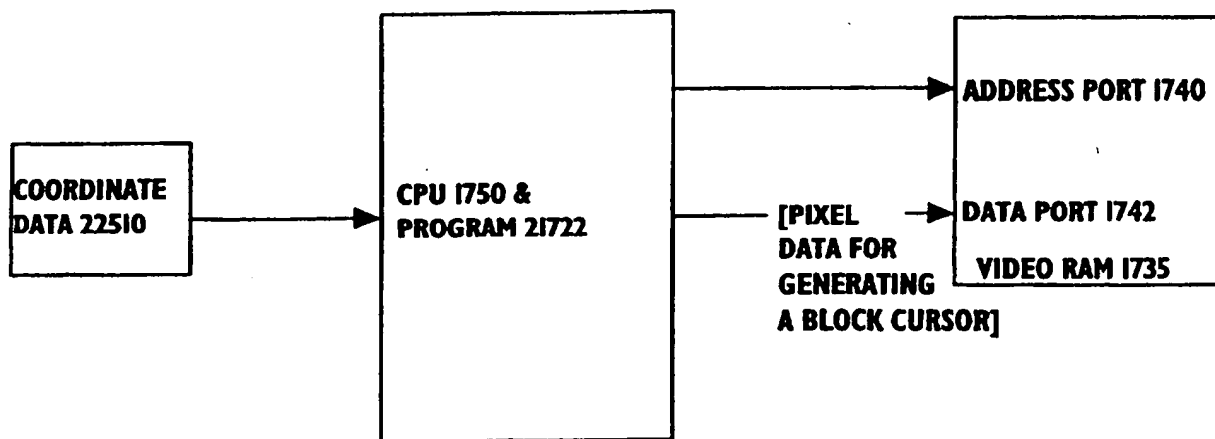 COORDINATE
DATA 22510
CPU 1750 &
PROGRAM 21722
ADDRESS PORT 1740
DATA PORT 1742
VIDEO RAM 1735
[PIXEL
DATA FOR
GENERATING
A BLOCK CURSOR]